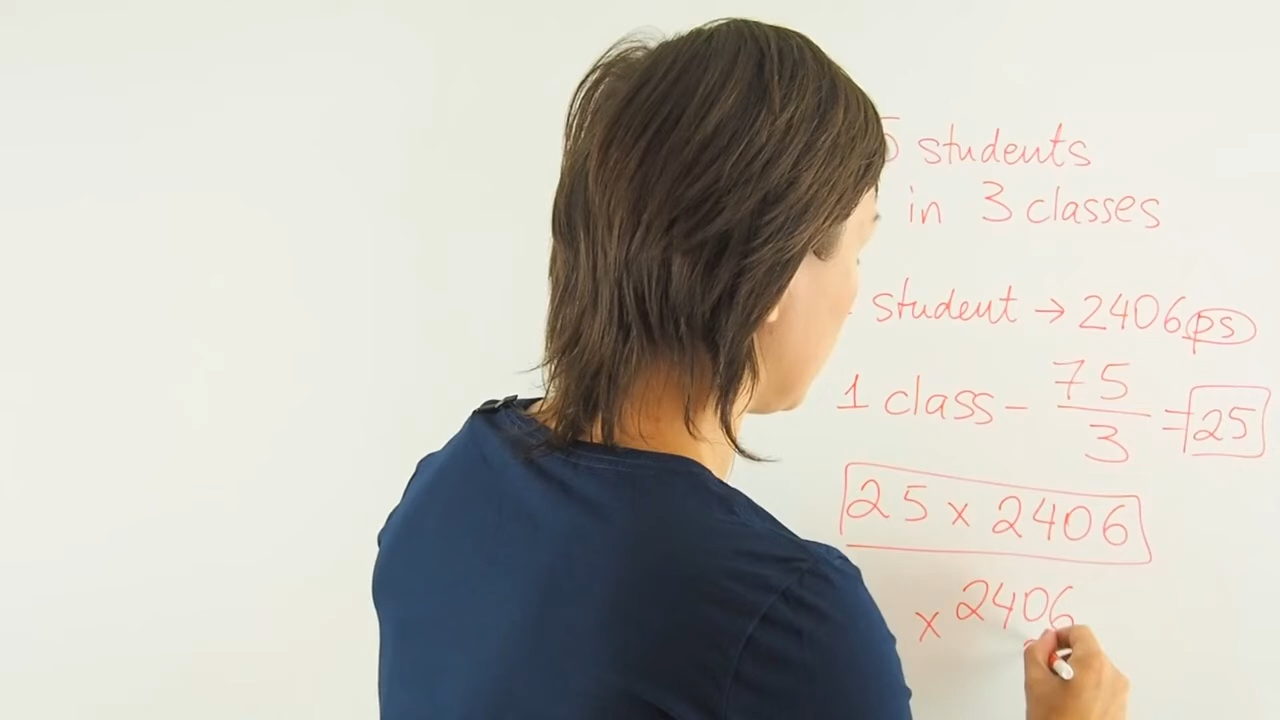 5 students
in 3 classes
student → 2406 ps
1 class - 75/3 = 25
25 x 2406
x 2406